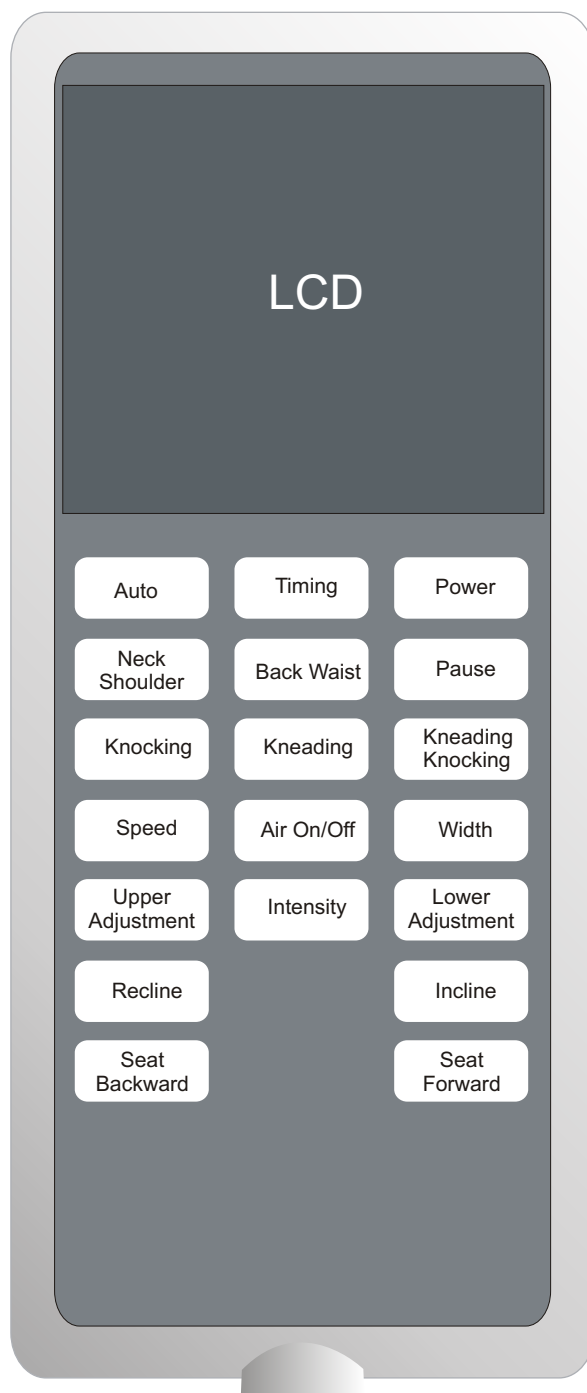 LCD
Auto
Timing
Power
Neck
Shoulder
Back Waist
Pause
Knocking
Kneading
Kneading
Knocking
Speed
Air On/Off
Width
Upper
Adjustment
Intensity
Lower
Adjustment
Recline
Incline
Seat
Backward
Seat
Forward